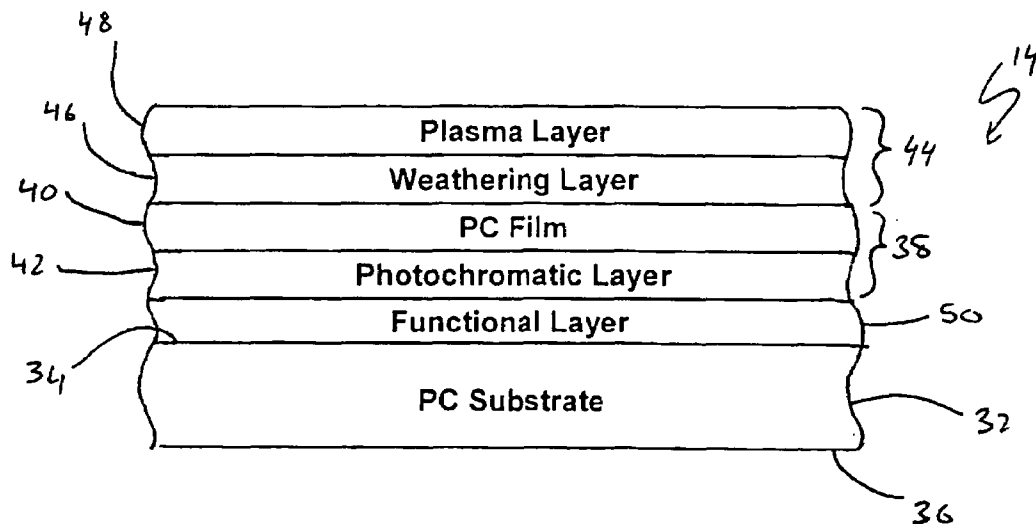 48
14
Plasma Layer
46
44
Weathering Layer
40
PC Film
38
42
Photochromatic Layer
Functional Layer
50
34
PC Substrate
32
36